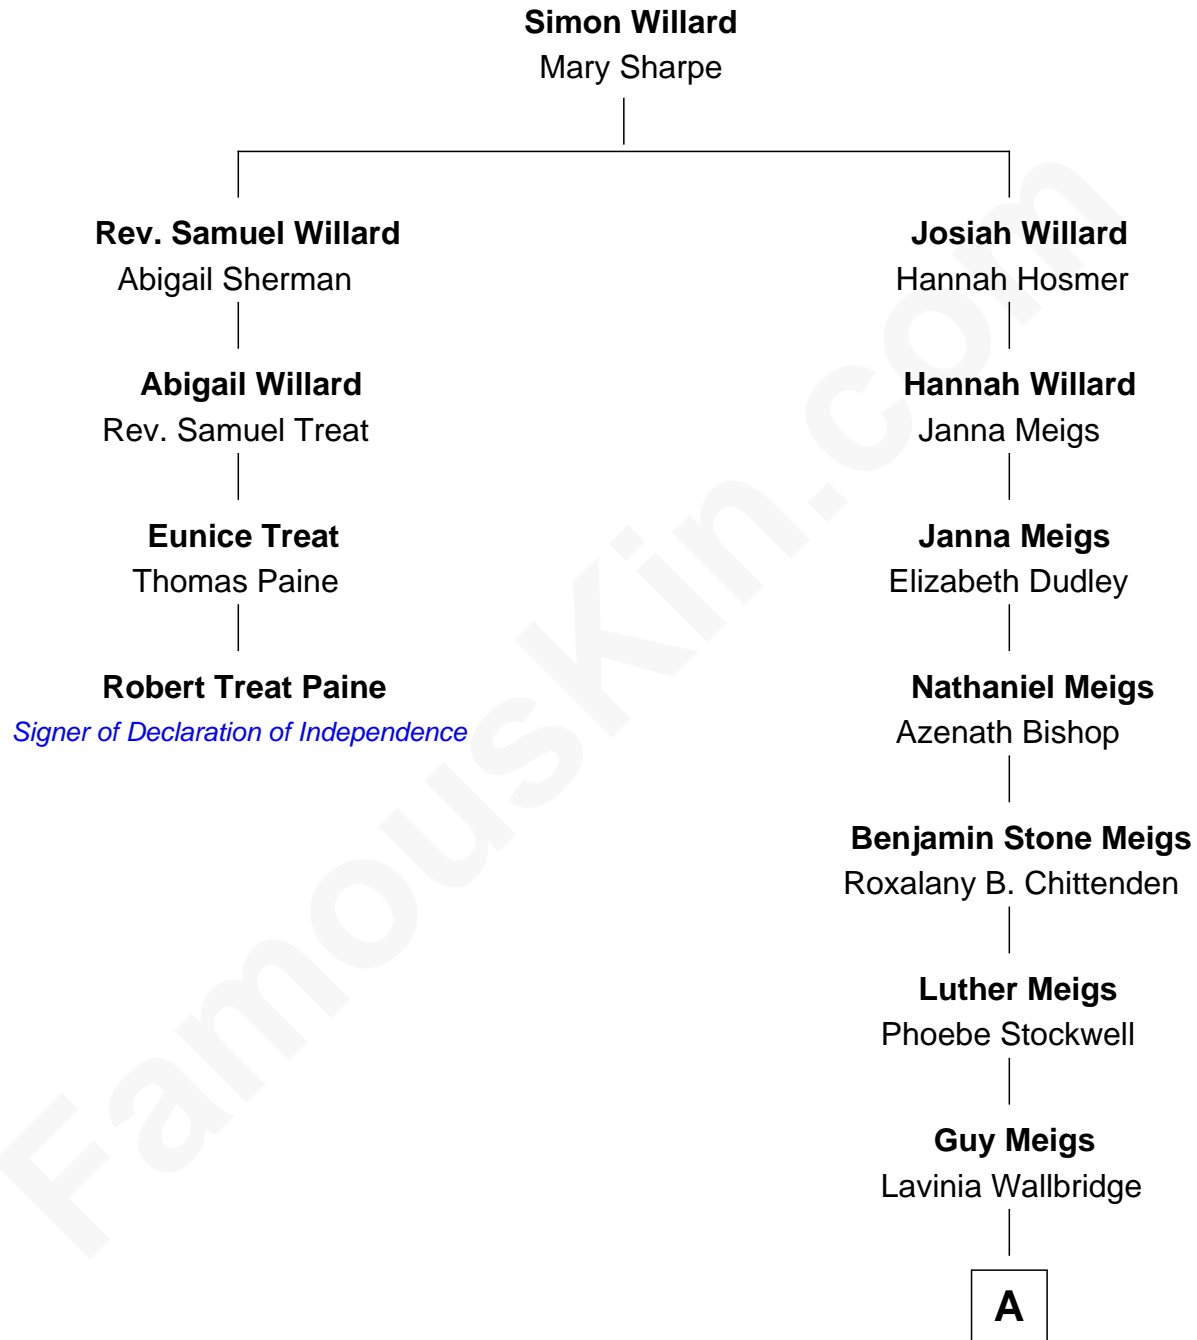 Simon Willard
Mary Sharpe
Rev. Samuel Willard
Abigail Sherman
Josiah Willard
Hannah Hosmer
Abigail Willard
Rev. Samuel Treat
Hannah Willard
Janna Meigs
Eunice Treat
Thomas Paine
Janna Meigs
Elizabeth Dudley
Robert Treat Paine
Signer of Declaration of Independence
Nathaniel Meigs
Azenath Bishop
Benjamin Stone Meigs
Roxalany B. Chittenden
Luther Meigs
Phoebe Stockwell
Guy Meigs
Lavinia Wallbridge
A
FamousKin.com